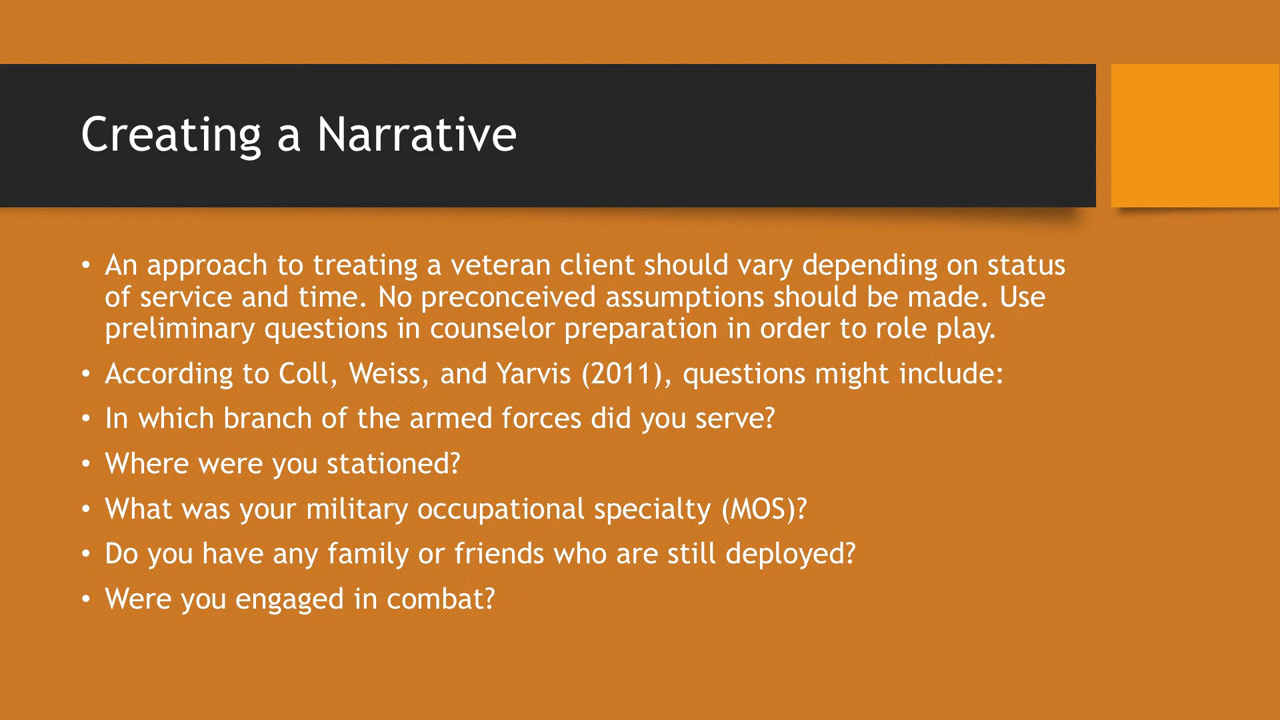 Creating a Narrative
• An approach to treating a veteran client should vary depending on status
of service and time. No preconceived assumptions should be made. Use
preliminary questions in counselor preparation in order to role play.
• According to Coll, Weiss, and Yarvis (2011), questions might include:
• In which branch of the armed forces did you serve?
• Where were you stationed?
• What was your military occupational specialty (MOS)?
• Do you have any family or friends who are still deployed?
• Were you engaged in combat?